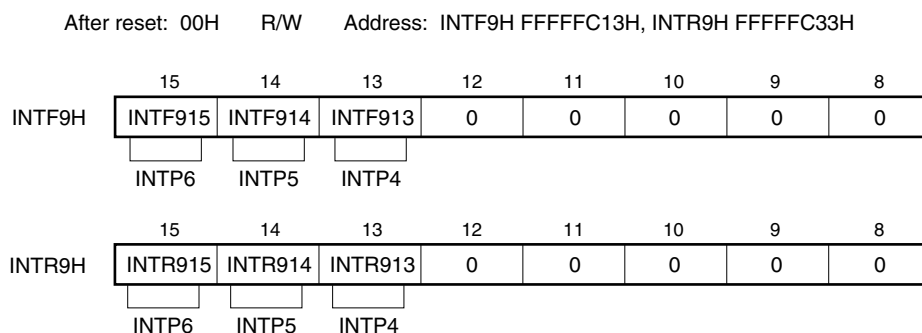 After reset: 00H R/W Address: INTF9H FFFFFC13H, INTR9H FFFFFC33H
15 14 13 12 11 10 9 8
INTF9H INTF915 INTF914 INTF913 0 0 0 0 0
INTP6 INTP5 INTP4
15 14 13 12 11 10 9 8
INTR9H INTR915 INTR914 INTR913 0 0 0 0 0
INTP6 INTP5 INTP4